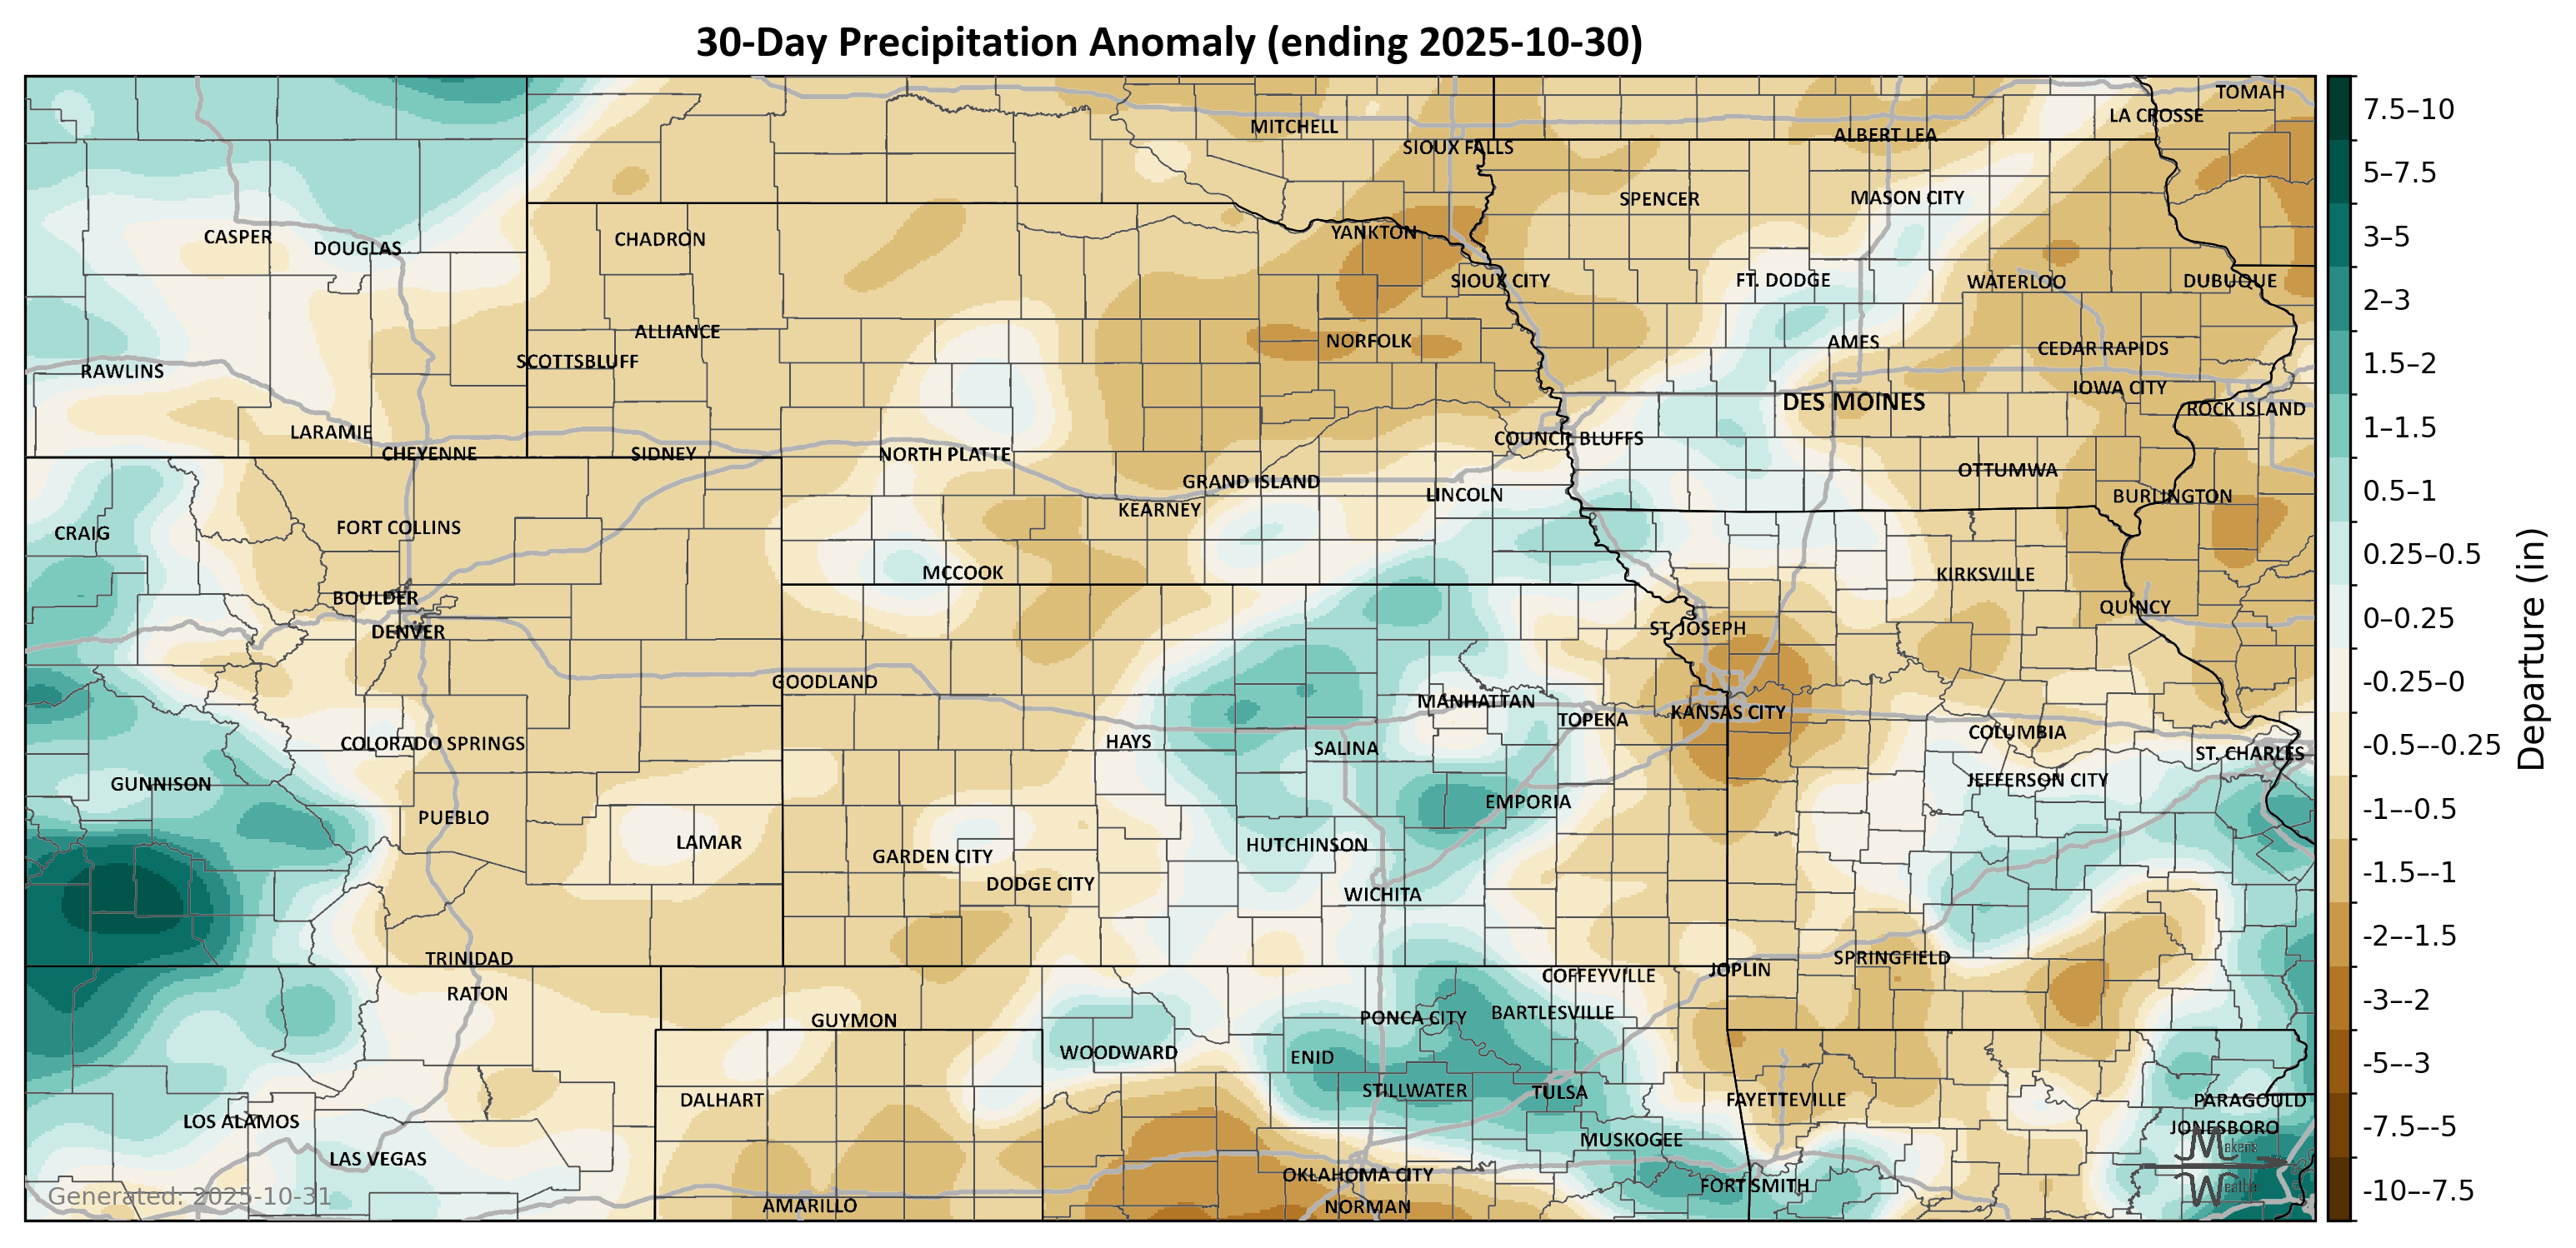 30-Day Precipitation Anomaly (ending 2025-10-30)
TOMAH
LA CROSSE
MITCHELL
ALBERT LEA
SIOUX FALLS
SPENCER
MASON CITY
YANKTON
CASPER
CHADRON
DOUGLAS
SIOUX CITY
FT. DODGE
WATERLOO
DUBUQUE
ALLIANCE
NORFOLK
AMES
CEDAR RAPIDS
SCOTTSBLUFF
RAWLINS
IOWA CITY
DES MOINES
ROCK ISLAND
LARAMIE
COUNCIL BLUFFS
CHEYENNE
SIDNEY
NORTH PLATTE
OTTUMWA
GRAND ISLAND
LINCOLN
BURLINGTON
KEARNEY
CRAIG
FORT COLLINS
MCCOOK
KIRKSVILLE
BOULDER
QUINCY
DENVER
ST. JOSEPH
GOODLAND
MANHATTAN
TOPEKA
KANSAS CITY
COLUMBIA
COLORADO SPRINGS
HAYS
SALINA
ST. CHARLES
GUNNISON
JEFFERSON CITY
EMPORIA
PUEBLO
LAMAR
HUTCHINSON
GARDEN CITY
DODGE CITY
WICHITA
TRINIDAD
SPRINGFIELD
COFFEYVILLE
JOPLIN
RATON
GUYMON
PONCA CITY
BARTLESVILLE
WOODWARD
ENID
STILLWATER
TULSA
DALHART
FAYETTEVILLE
PARAGOULD
LOS ALAMOS
JONESBORO
MUSKOGEE
LAS VEGAS
OKLAHOMA CITY
FORT SMITH
AMARILLO
NORMAN
Generated: 2025-10-31
7.5–10
5–7.5
3–5
2–3
1.5–2
1–1.5
0.5–1
0.25–0.5
0–0.25
-0.25–0
-0.5–-0.25
-1–-0.5
-1.5–-1
-2–-1.5
-3–-2
-5–-3
-7.5–-5
-10–-7.5
Departure (in)